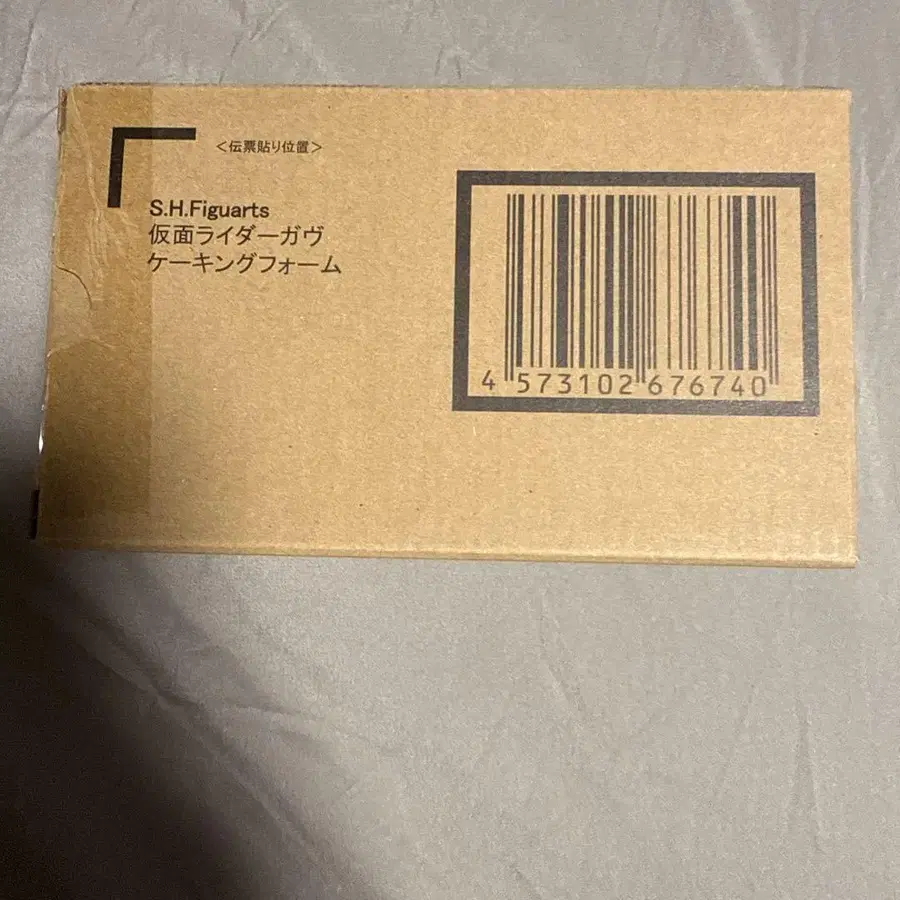 <伝票貼り位置>
S.H.Figuarts
仮面ライダーガヴ
ケーキングフォーム
4 573102 676740